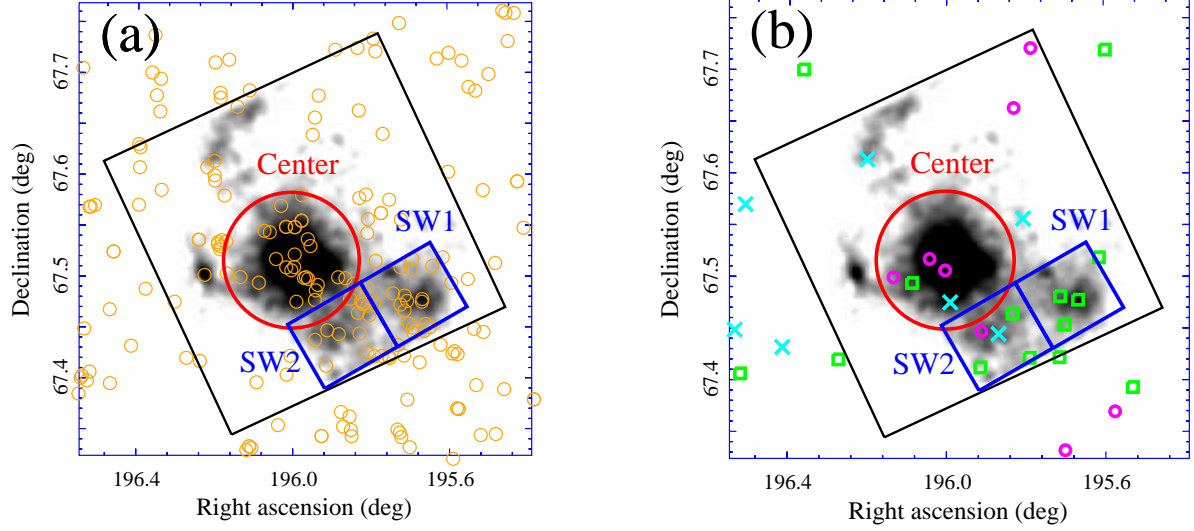 (a)
Center
SW1
SW2
67.7
67.6
67.5
67.4
Declination (deg)
196.4
196.0
195.6
Right ascension (deg)
(b)
Center
SW1
SW2
67.7
67.6
67.5
67.4
Declination (deg)
196.4
196.0
195.6
Right ascension (deg)